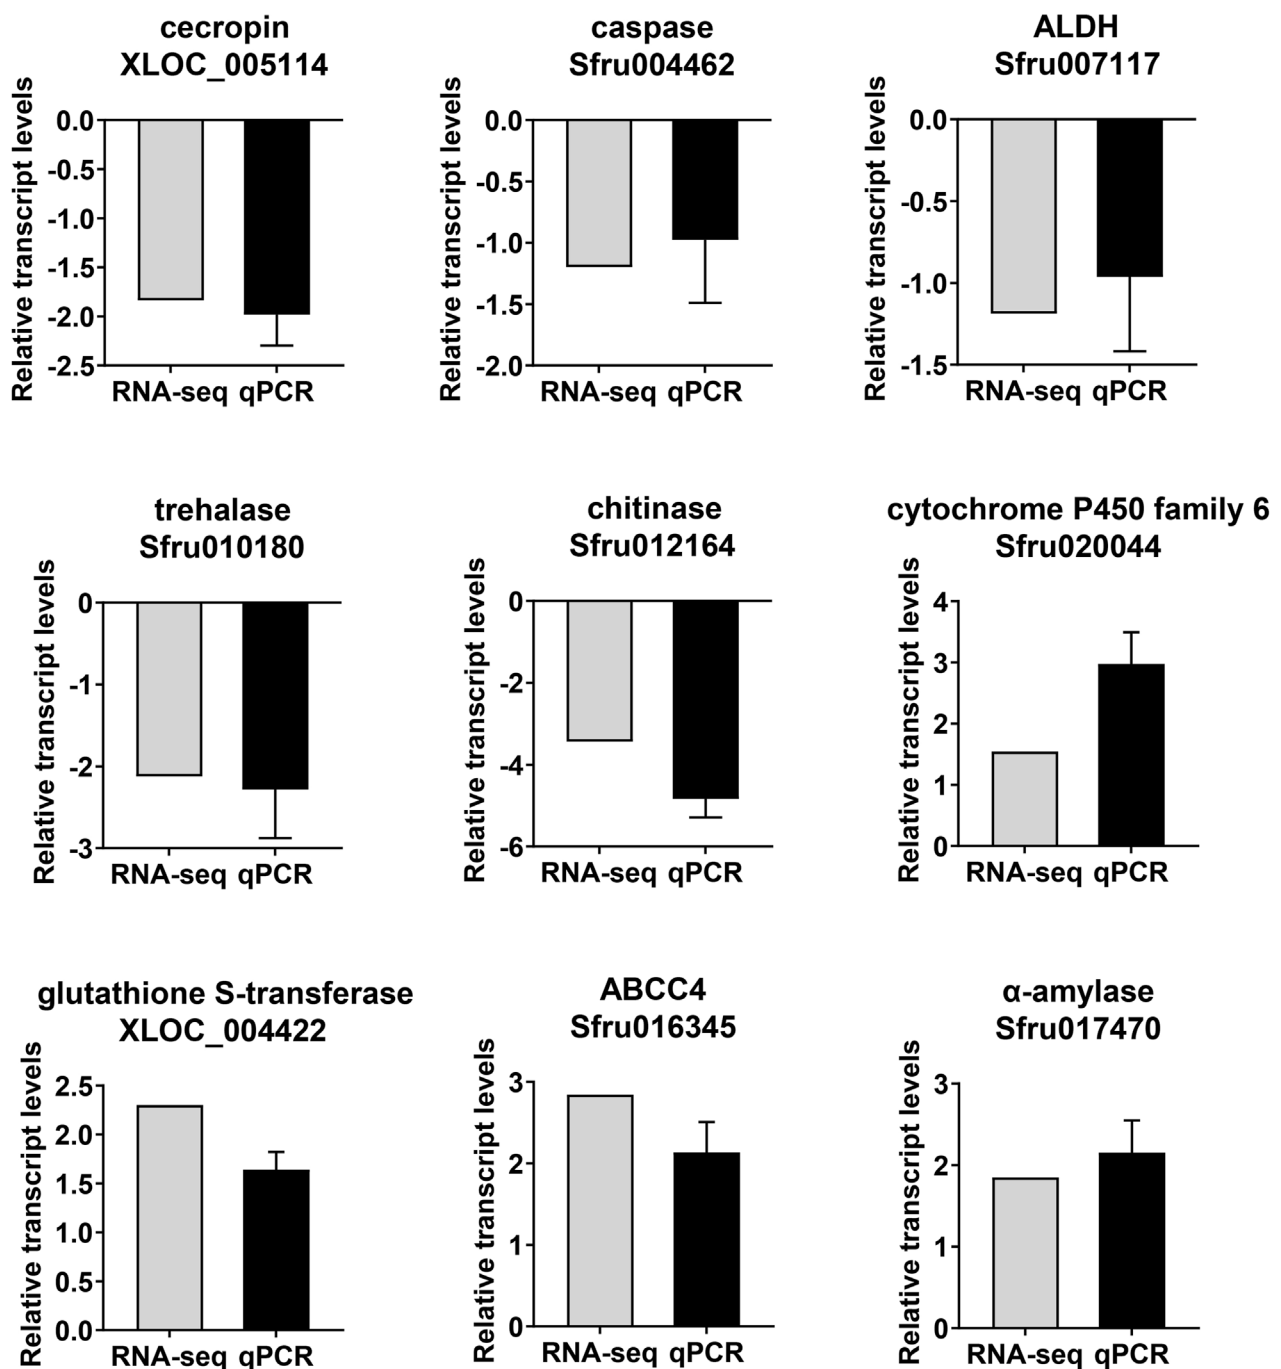 cecropin
XLOC_005114
Relative transcript levels
0.0
-0.5
-1.0
-1.5
-2.0
-2.5
RNA-seq qPCR
caspase
Sfru004462
Relative transcript levels
0.0
-0.5
-1.0
-1.5
-2.0
RNA-seq qPCR
ALDH
Sfru007117
Relative transcript levels
0.0
-0.5
-1.0
-1.5
RNA-seq qPCR
trehalase
Sfru010180
Relative transcript levels
0
-1
-2
-3
RNA-seq qPCR
chitinase
Sfru012164
Relative transcript levels
0
-2
-4
-6
RNA-seq qPCR
cytochrome P450 family 6
Sfru020044
Relative transcript levels
4
3
2
1
0
RNA-seq qPCR
glutathione S-transferase
XLOC_004422
Relative transcript levels
2.5
2.0
1.5
1.0
0.5
0.0
RNA-seq qPCR
ABCC4
Sfru016345
Relative transcript levels
3
2
1
0
RNA-seq qPCR
α-amylase
Sfru017470
Relative transcript levels
3
2
1
0
RNA-seq qPCR